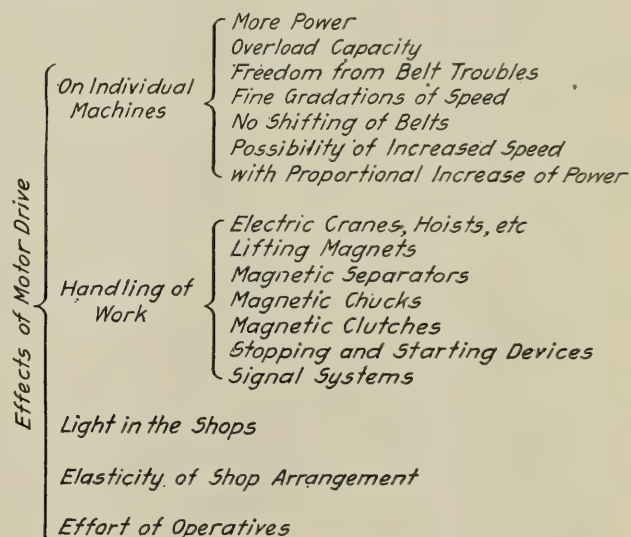 Effects of Motor Drive
On Individual
Machines
More Power
Overload Capacity
Freedom from Belt Troubles
Fine Gradations of Speed
No Shifting of Belts
Possibility of Increased Speed
with Proportional Increase of Power
Handling of
Work
Electric Cranes, Hoists, etc
Lifting Magnets
Magnetic Separators
Magnetic Chucks
Magnetic Clutches
Stopping and Starting Devices
Signal Systems
Light in the Shops
Elasticity of Shop Arrangement
Effort of Operatives